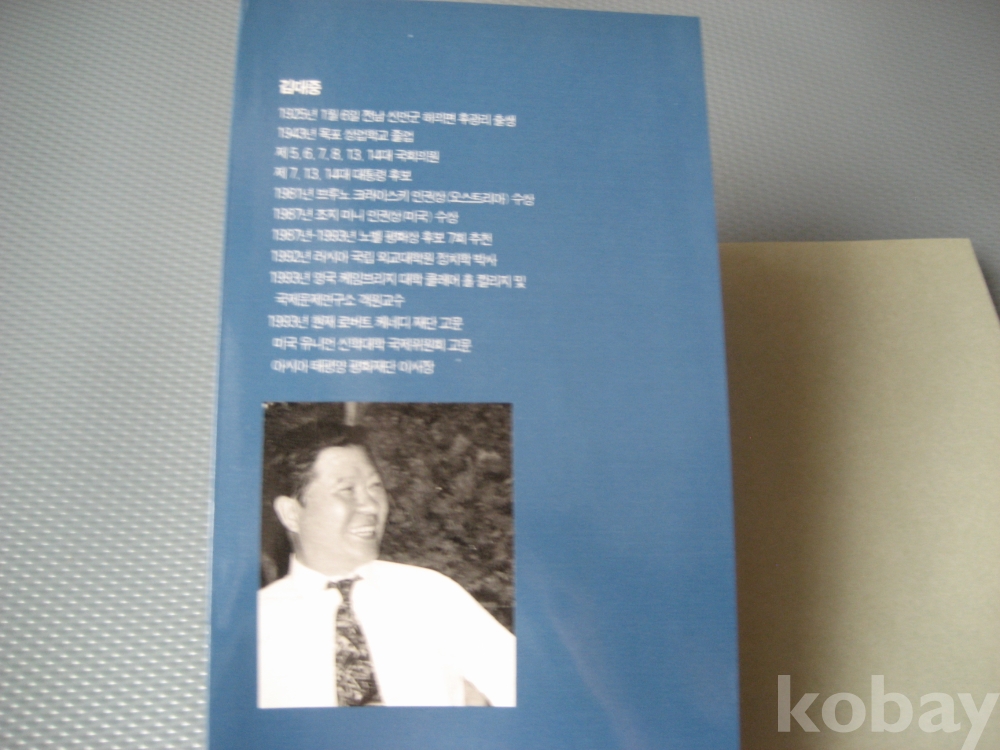 김대중
1925년 1월 6일 전남 신안군 하의면 후광리 출생
1943년 목포 상업학교 졸업
제 5, 6, 7, 8, 13, 14대 국회의원
제 7, 13, 14대 대통령 후보
1981년 브루노 크라이스키 인권상(오스트리아) 수상
1987년 조지 미니 인권상(미국) 수상
1987년-1993년 노벨 평화상 후보 7회 추천
1992년 러시아 국립 외교대학원 정치학 박사
1993년 영국 케임브리지 대학 클레어 홀 칼리지 및
국제문제연구소 객원교수
1993년 현재 로버트 케네디 재단 고문
미국 유니언 신학대학 국제위원회 고문
아시아 태평양 평화재단 이사장
kobay